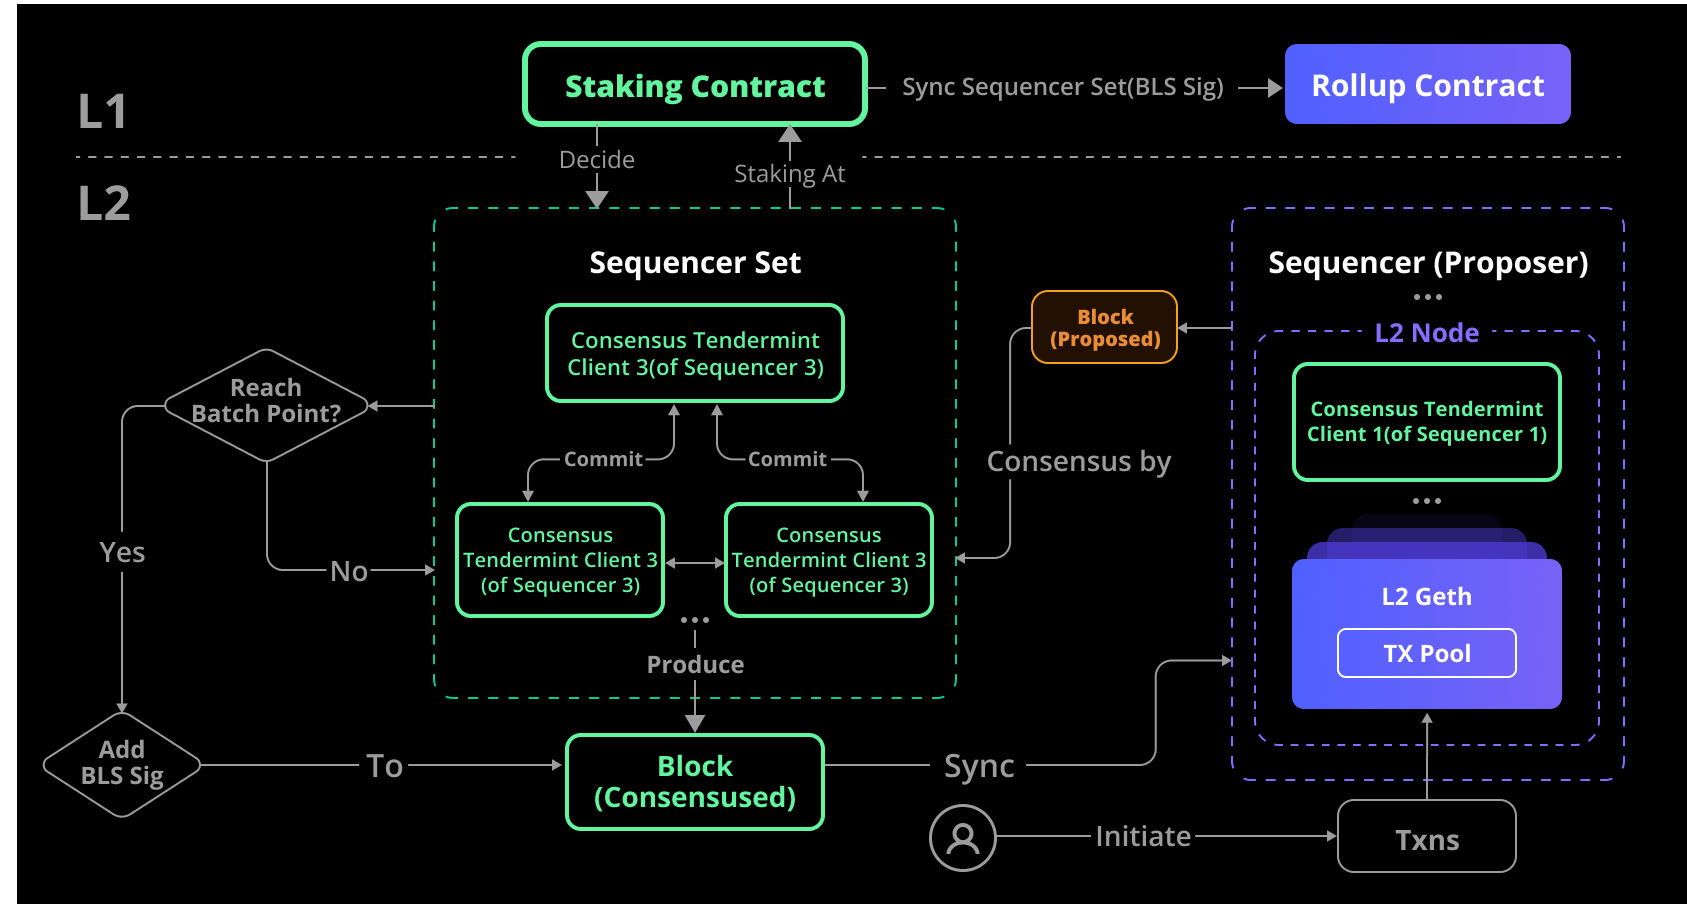 L1
Staking Contract
Sync Sequencer Set(BLS Sig)
Rollup Contract
Decide
Staking At
L2
Sequencer Set
Consensus Tendermint
Client 3(of Sequencer 3)
Commit
Commit
Consensus
Tendermint Client 3
(of Sequencer 3)
Consensus
Tendermint Client 3
(of Sequencer 3)
Produce
Reach
Batch Point?
Yes
No
Add
BLS Sig
To
Block
(Consensused)
Sync
Block
(Proposed)
Consensus by
Sequencer (Proposer)
L2 Node
Consensus Tendermint
Client 1(of Sequencer 1)
L2 Geth
TX Pool
Initiate
Txns